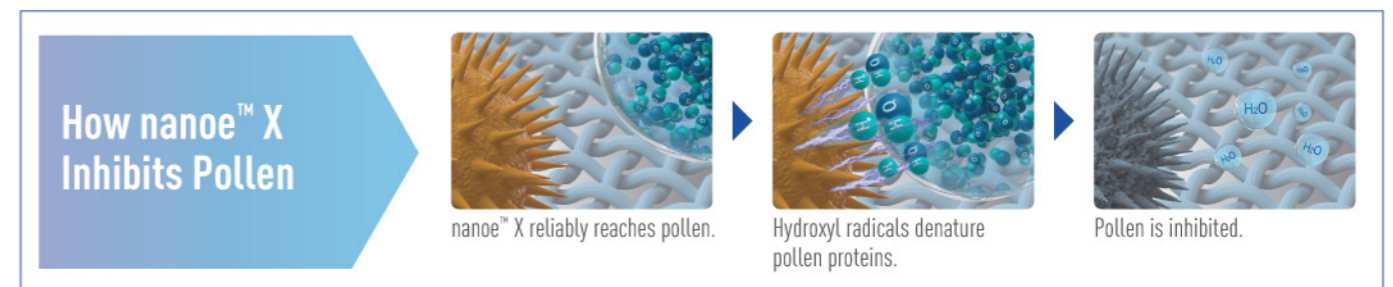 How nanoe™ X
Inhibits Pollen
nanoe™ X reliably reaches pollen.
Hydroxyl radicals denature
pollen proteins.
Pollen is inhibited.
O
H
H
O
H
H
O
H
H₂O
H₂O
H₂O
H₂O
H₂O